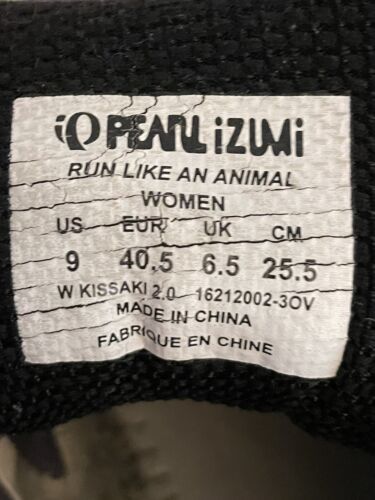 PEARL iZUMi
RUN LIKE AN ANIMAL
WOMEN
US EUR UK CM
9 40.5 6.5 25.5
W KISSAKI 2.0 16212002-3OV
MADE IN CHINA
FABRIQUE EN CHINE